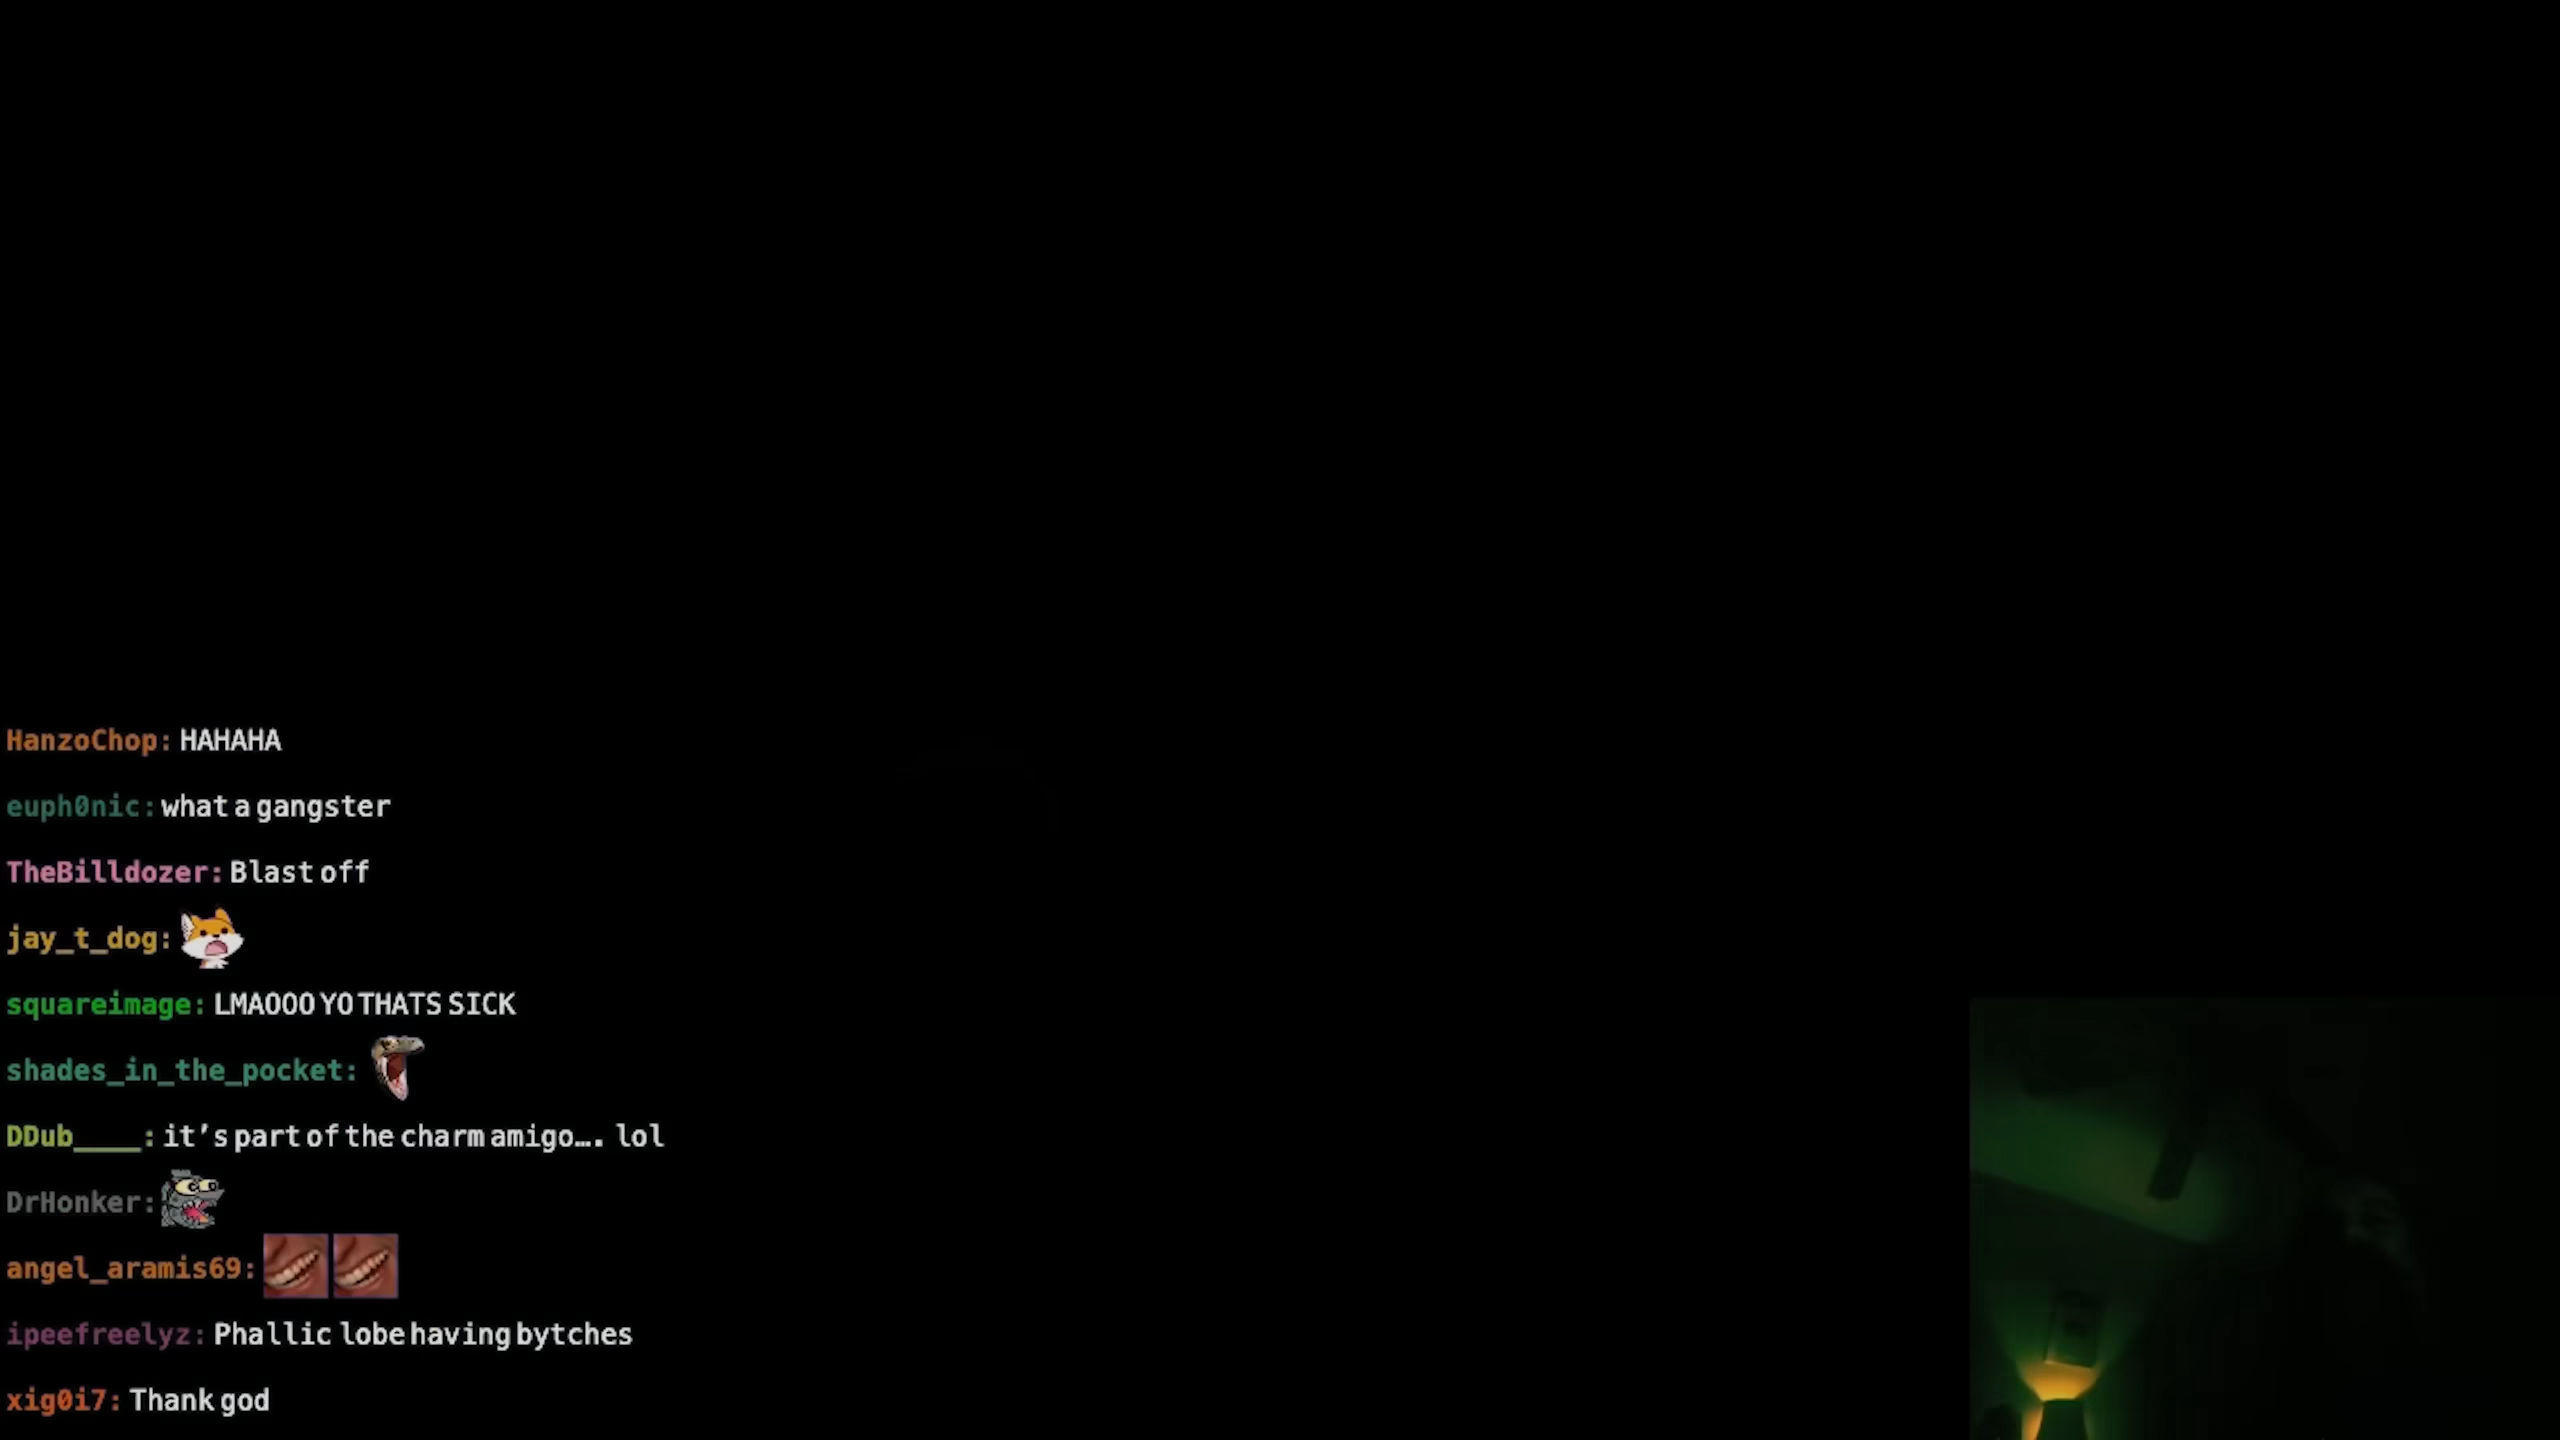 HanzoChop: HAHAHA
euph0nic: what a gangster
TheBilldozer: Blast off
jay_t_dog:
squareimage: LMAOOO YO THATS SICK
shades_in_the_pocket:
DDub____: it's part of the charm amigo…. lol
DrHonker:
angel_aramis69:
ipeefreelyz: Phallic lobe having bytches
xig0i7: Thank god